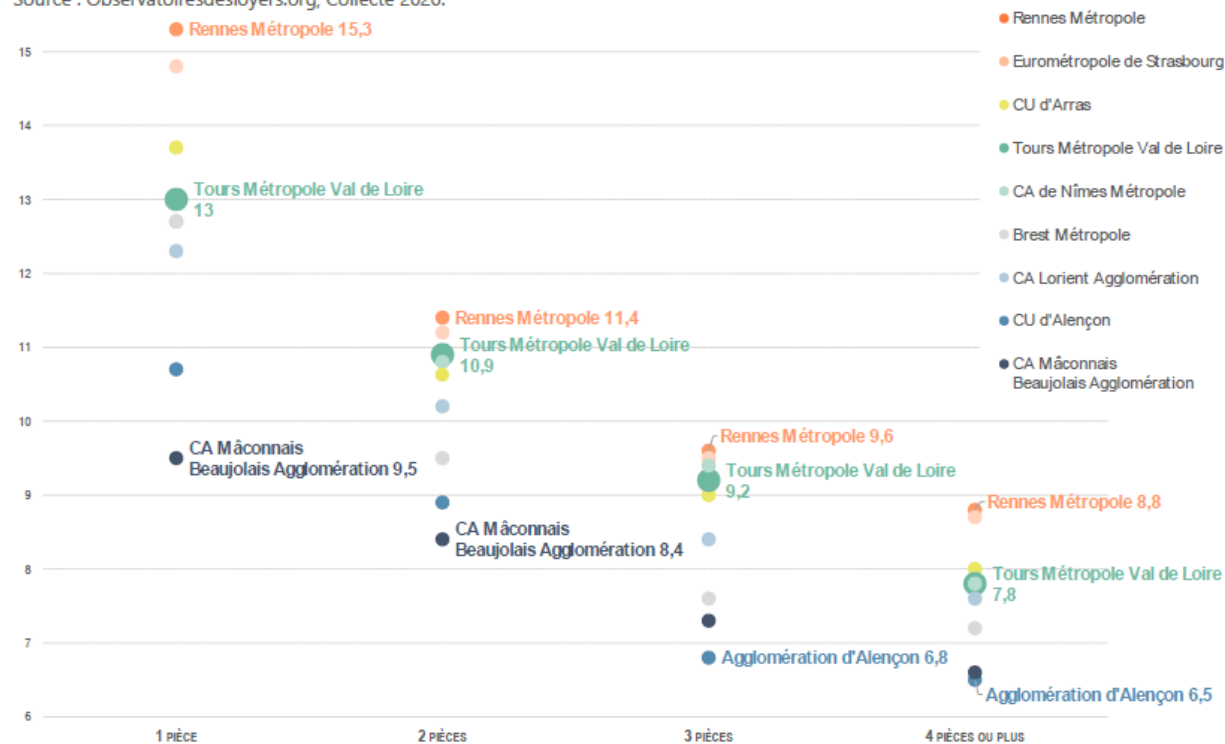 Source : Observatoiresdesloyers.org, Collecte 2020.
Rennes Métropole
Eurométropole de Strasbourg
CU d'Arras
Tours Métropole Val de Loire
CA de Nîmes Métropole
Brest Métropole
CA Lorient Agglomération
CU d'Alençon
CA Mâconnais
Beaujolais Agglomération
15
14
13
12
11
10
9
8
7
6
Rennes Métropole 15,3
Tours Métropole Val de Loire
13
CA Mâconnais
Beaujolais Agglomération 9,5
Rennes Métropole 11,4
Tours Métropole Val de Loire
10,9
CA Mâconnais
Beaujolais Agglomération 8,4
Rennes Métropole 9,6
Tours Métropole Val de Loire
9,2
Agglomération d'Alençon 6,8
Rennes Métropole 8,8
Tours Métropole Val de Loire
7,8
Agglomération d'Alençon 6,5
1 PIÈCE
2 PIÈCES
3 PIÈCES
4 PIÈCES OU PLUS